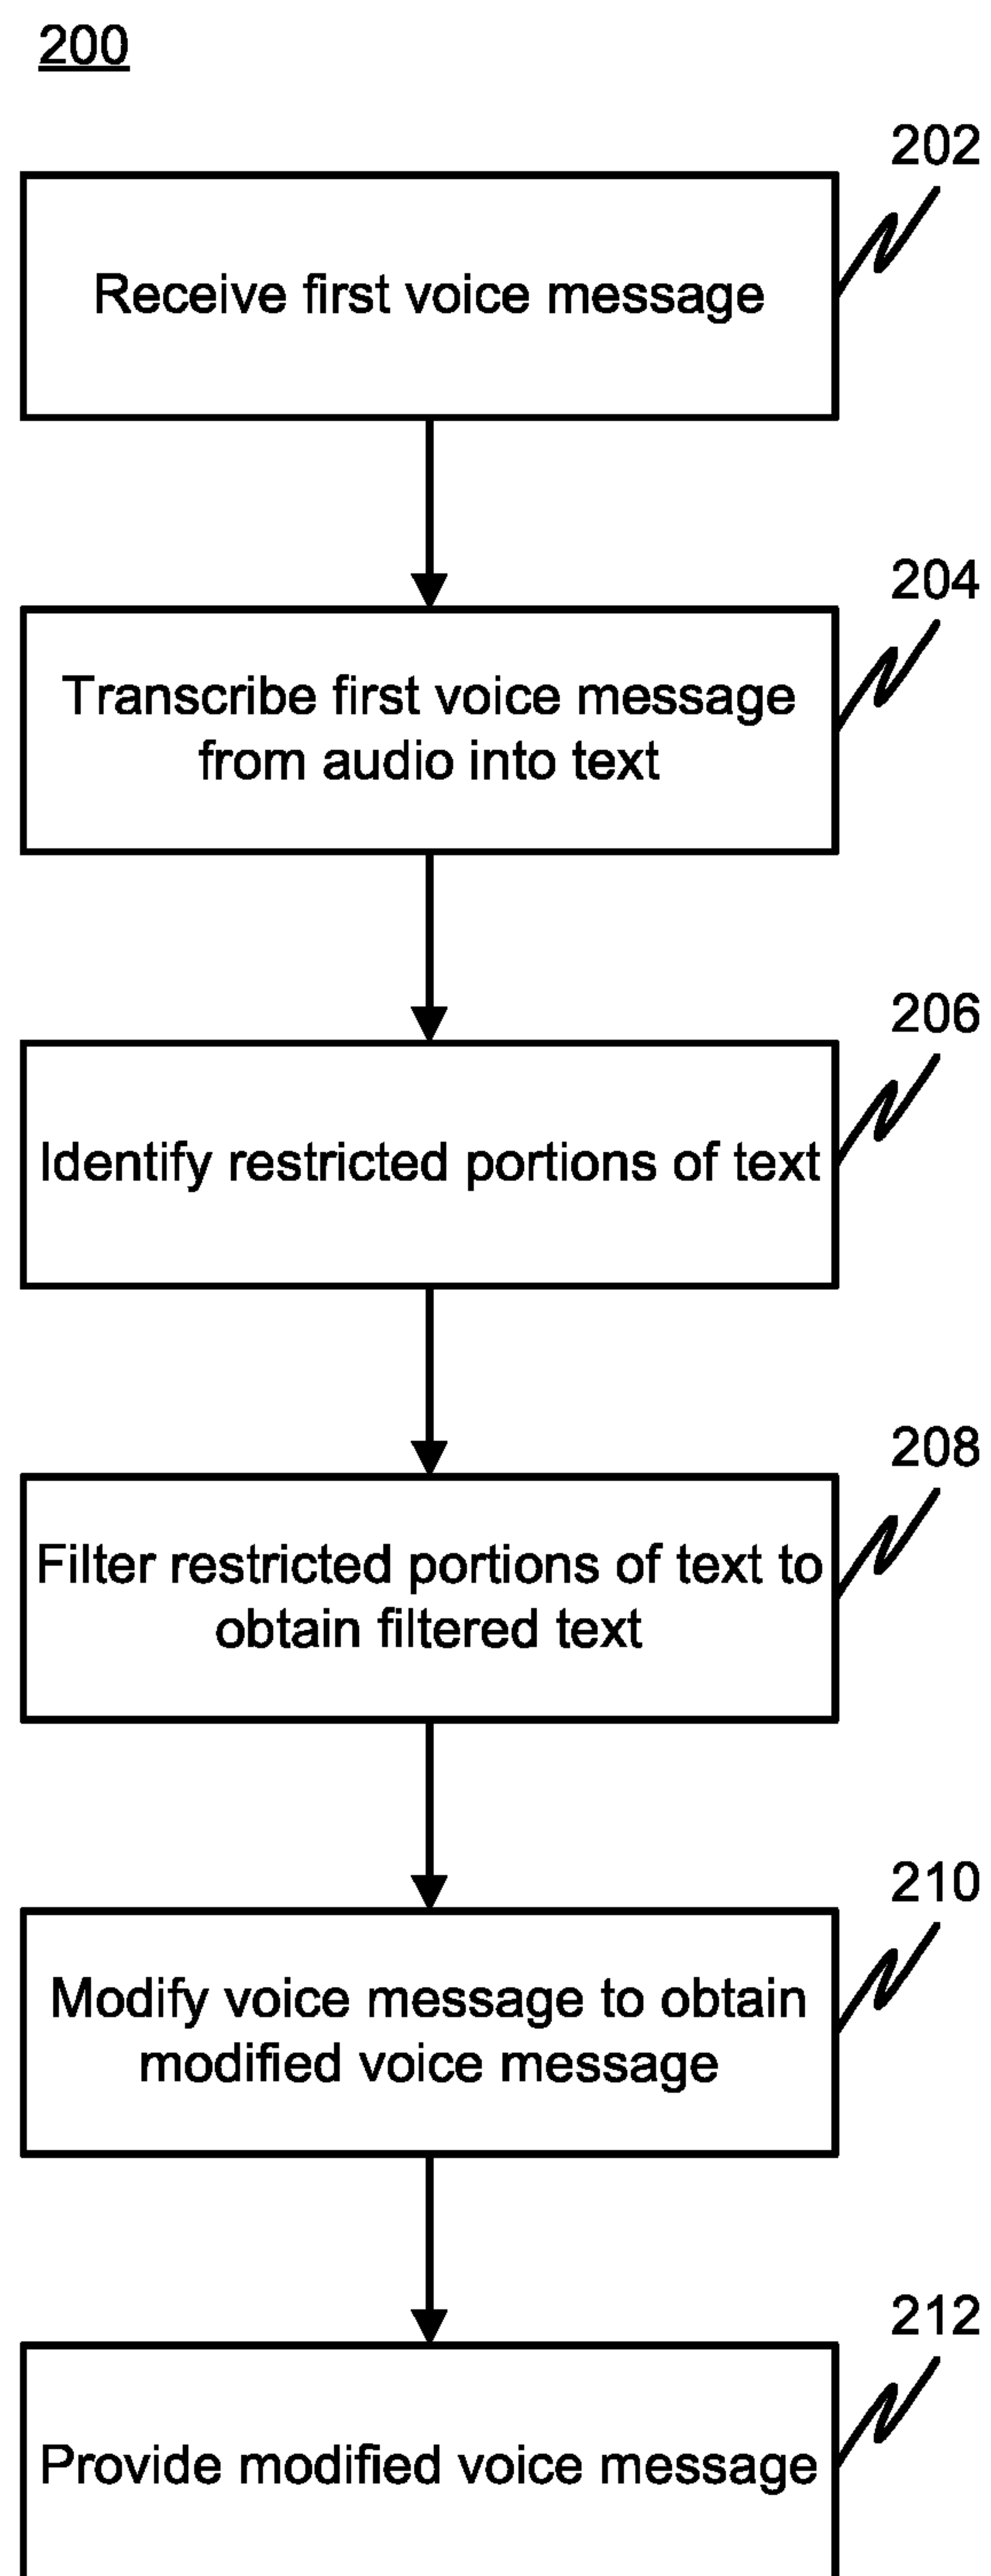 200
202
Receive first voice message
204
Transcribe first voice message
from audio into text
206
Identify restricted portions of text
208
Filter restricted portions of text to
obtain filtered text
210
Modify voice message to obtain
modified voice message
212
Provide modified voice message